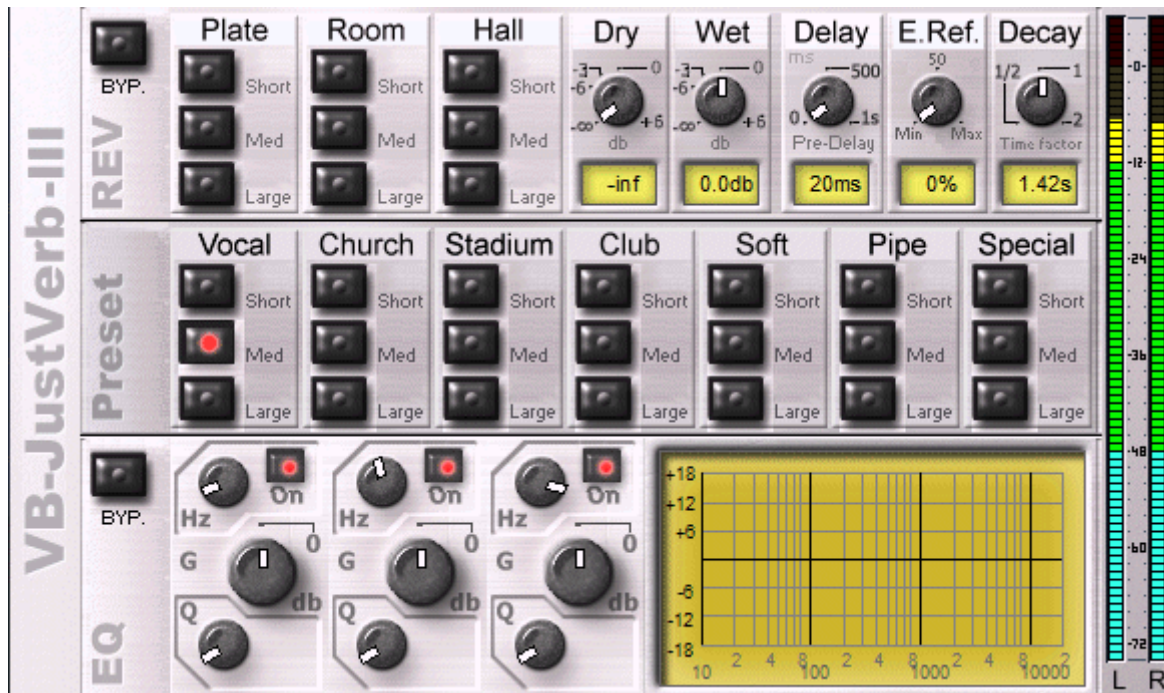 VB-JustVerb-III
REV
BYP.
Plate
Short
Med
Large
Room
Short
Med
Large
Hall
Short
Med
Large
Dry
-3 0
-6
-∞ +6
db
-inf
Wet
-3 0
-6
-∞ +6
db
0.0db
Delay
ms 500
0. 1s
Pre-Delay
20ms
E.Ref.
50
Min Max
0%
Decay
1/2 1
2
Time factor
1.42s
Preset
Vocal
Short
Med
Large
Church
Short
Med
Large
Stadium
Short
Med
Large
Club
Short
Med
Large
Soft
Short
Med
Large
Pipe
Short
Med
Large
Special
Short
Med
Large
EQ
BYP.
On
Hz
G 0
db
Q
On
Hz
G 0
db
Q
On
Hz
G 0
db
Q
+18
+12
+6
-6
-12
-18
10 2 4 8 100 2 4 8 1000 2 4 8 10000 2
-0-
-12-
-24-
-36-
-48-
-60-
-72-
L R